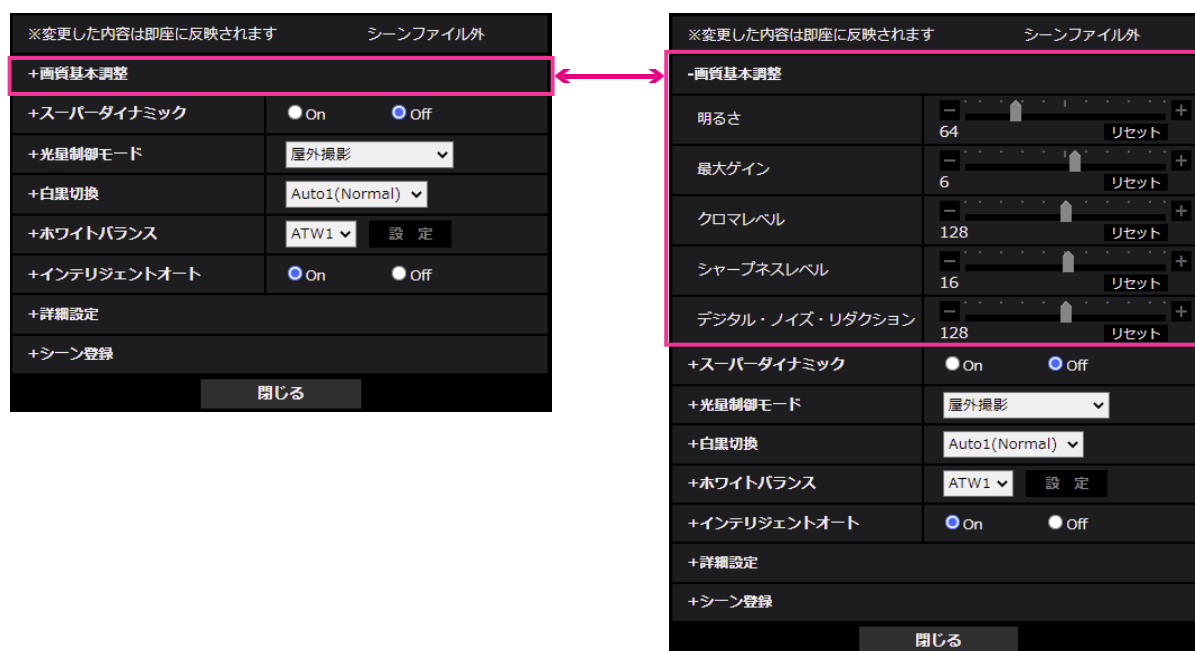 ※変更した内容は即座に反映されます シーンファイル外
+画質基本調整
+スーパーダイナミック On Off
+光量制御モード 屋外撮影
+白黒切換 Auto1(Normal)
+ホワイトバランス ATW1 設 定
+インテリジェントオート On Off
+詳細設定
+シーン登録
閉じる
※変更した内容は即座に反映されます シーンファイル外
-画質基本調整
明るさ - +
64 リセット
最大ゲイン - +
6 リセット
クロマレベル - +
128 リセット
シャープネスレベル - +
16 リセット
デジタル・ノイズ・リダクション - +
128 リセット
+スーパーダイナミック On Off
+光量制御モード 屋外撮影
+白黒切換 Auto1(Normal)
+ホワイトバランス ATW1 設 定
+インテリジェントオート On Off
+詳細設定
+シーン登録
閉じる